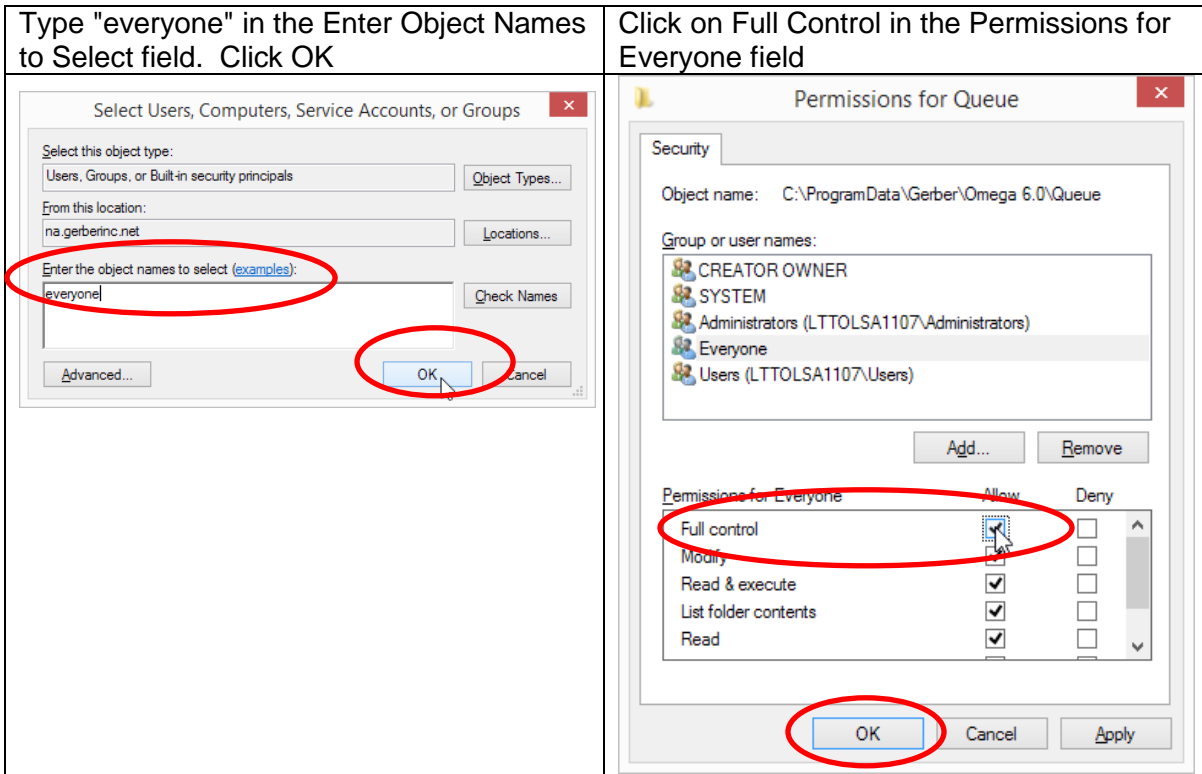 Type "everyone" in the Enter Object Names
to Select field.  Click OK
Select Users, Computers, Service Accounts, or Groups
Select this object type:
Users, Groups, or Built-in security principals
Object Types...
From this location:
na.gerberinc.net
Locations...
Enter the object names to select (examples):
everyone
Check Names
Advanced...
OK
Cancel
Click on Full Control in the Permissions for
Everyone field
Permissions for Queue
Security
Object name: C:\ProgramData\Gerber\Omega 6.0\Queue
Group or user names:
CREATOR OWNER
SYSTEM
Administrators (LTTOLSA1107\Administrators)
Everyone
Users (LTTOLSA1107\Users)
Add...
Remove
Permissions for Everyone
Allow
Deny
Full control
Modify
Read & execute
List folder contents
Read
OK
Cancel
Apply